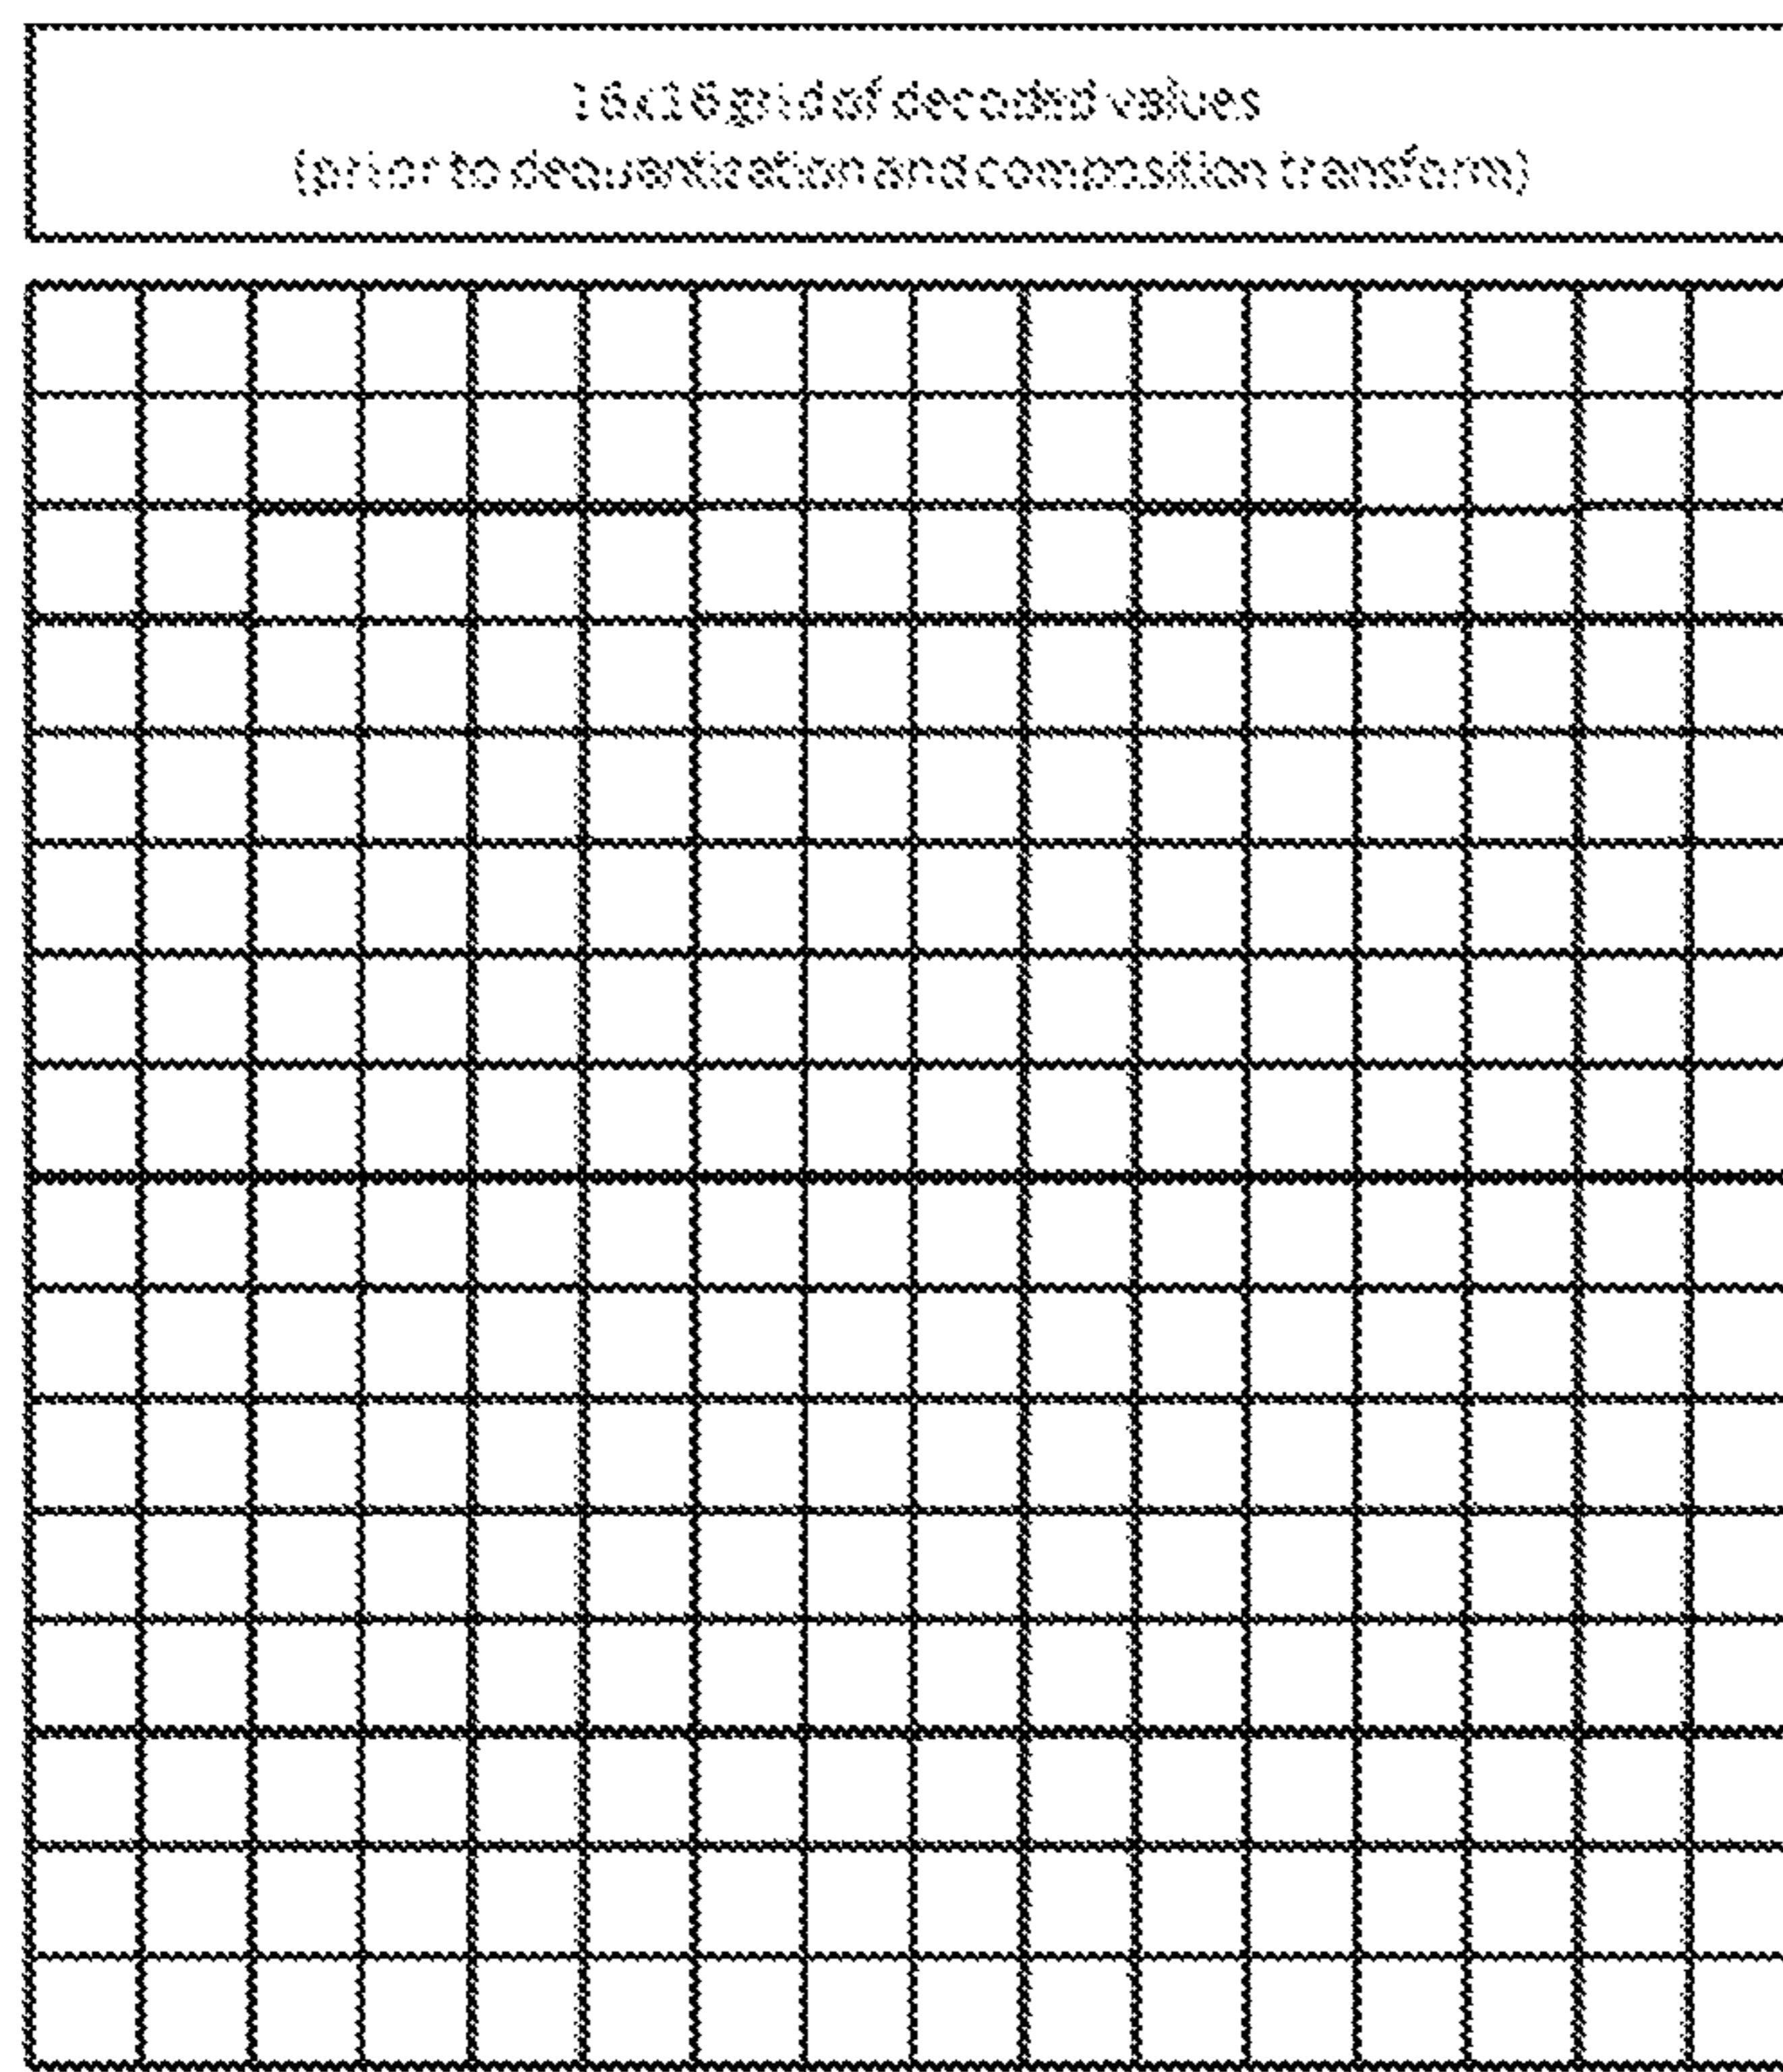 16x16 grid of decoded values
(prior to dequantization and composition transform)